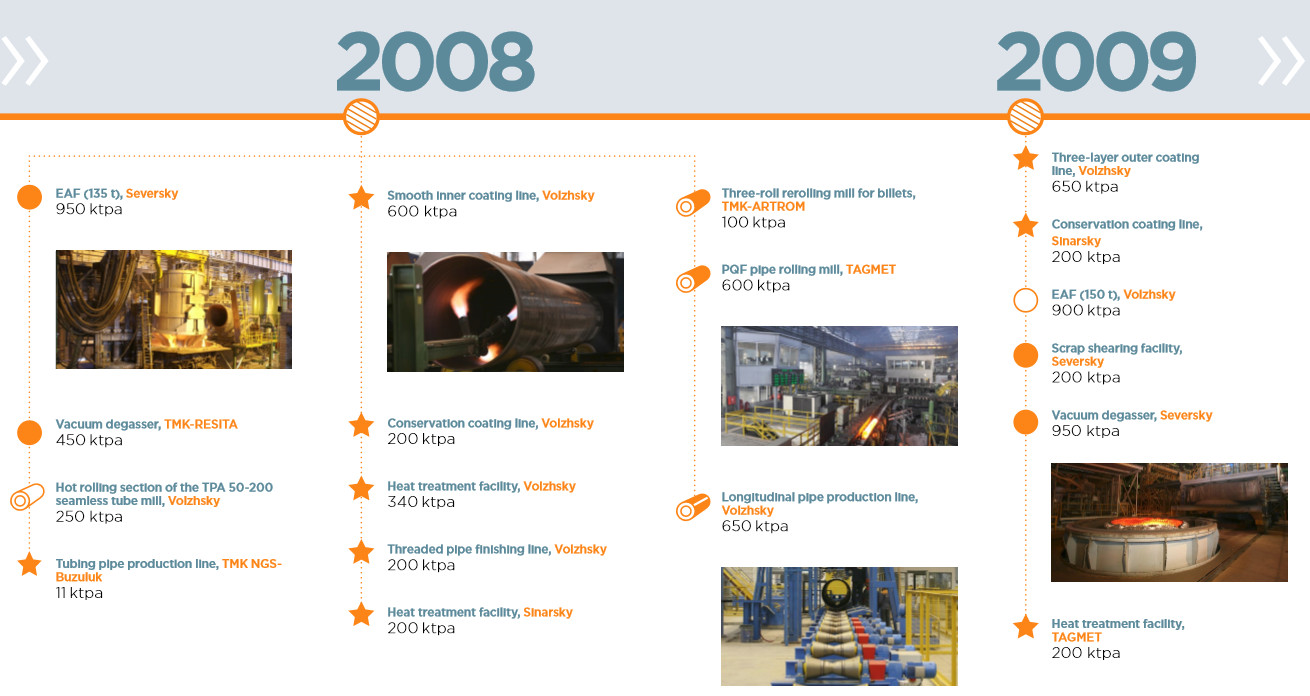 2008
2009
EAF (135 t), Seversky
950 ktpa
Vacuum degasser, TMK-RESITA
450 ktpa
Hot rolling section of the TPA 50-200
seamless tube mill, Volzhsky
250 ktpa
Tubing pipe production line, TMK NGS-
Buzuluk
11 ktpa
Smooth inner coating line, Volzhsky
600 ktpa
Conservation coating line, Volzhsky
200 ktpa
Heat treatment facility, Volzhsky
340 ktpa
Threaded pipe finishing line, Volzhsky
200 ktpa
Heat treatment facility, Sinarsky
200 ktpa
Three-roll rerolling mill for billets,
TMK-ARTROM
100 ktpa
PQF pipe rolling mill, TAGMET
600 ktpa
Longitudinal pipe production line,
Volzhsky
650 ktpa
Three-layer outer coating
line, Volzhsky
650 ktpa
Conservation coating line,
Sinarsky
200 ktpa
EAF (150 t), Volzhsky
900 ktpa
Scrap shearing facility,
Seversky
200 ktpa
Vacuum degasser, Seversky
950 ktpa
Heat treatment facility,
TAGMET
200 ktpa